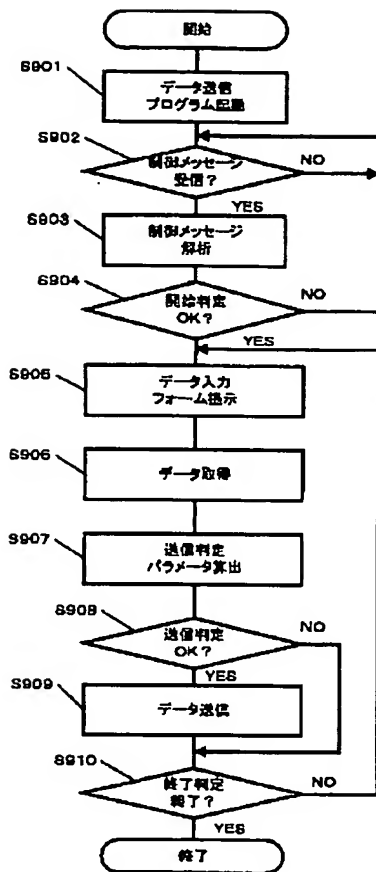 開始
S901
データ送信
プログラム記憶
S902
制御メッセージ
受信?
NO
YES
S903
制御メッセージ
解析
S904
開始判定
OK?
NO
YES
S905
データ入力
フォーム提示
S906
データ取得
S907
送信判定
パラメータ算出
S908
送信判定
OK?
NO
YES
S909
データ送信
S910
終了判定
終了?
NO
YES
終了